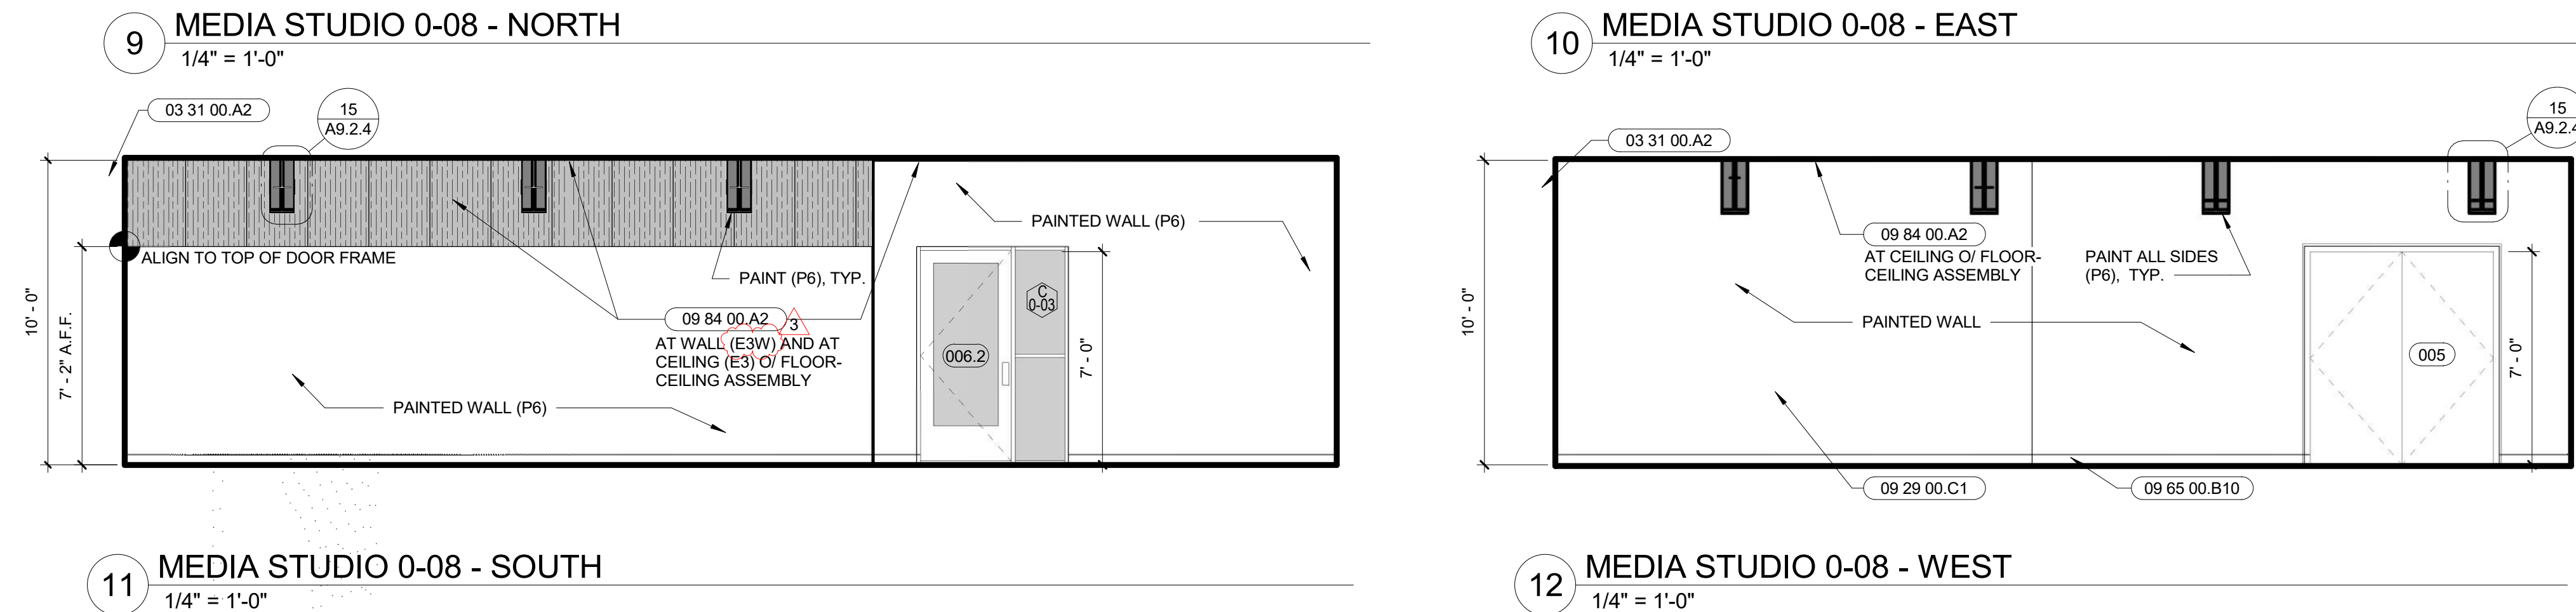 9
MEDIA STUDIO 0-08 - NORTH
1/4" = 1'-0"
10
MEDIA STUDIO 0-08 - EAST
1/4" = 1'-0"
03 31 00.A2
15
A9.2.4
10' - 0"
7' - 2" A.F.F.
ALIGN TO TOP OF DOOR FRAME
PAINT (P6), TYP.
PAINTED WALL (P6)
09 84 00.A2
3
AT WALL (E3W) AND AT
CEILING (E3) O/ FLOOR-
CEILING ASSEMBLY
PAINTED WALL (P6)
C
0-03
006.2
7' - 0"
03 31 00.A2
15
A9.2.4
10' - 0"
09 84 00.A2
AT CEILING O/ FLOOR-
CEILING ASSEMBLY
PAINT ALL SIDES
(P6), TYP.
PAINTED WALL
005
7' - 0"
09 29 00.C1
09 65 00.B10
11
MEDIA STUDIO 0-08 - SOUTH
1/4" = 1'-0"
12
MEDIA STUDIO 0-08 - WEST
1/4" = 1'-0"